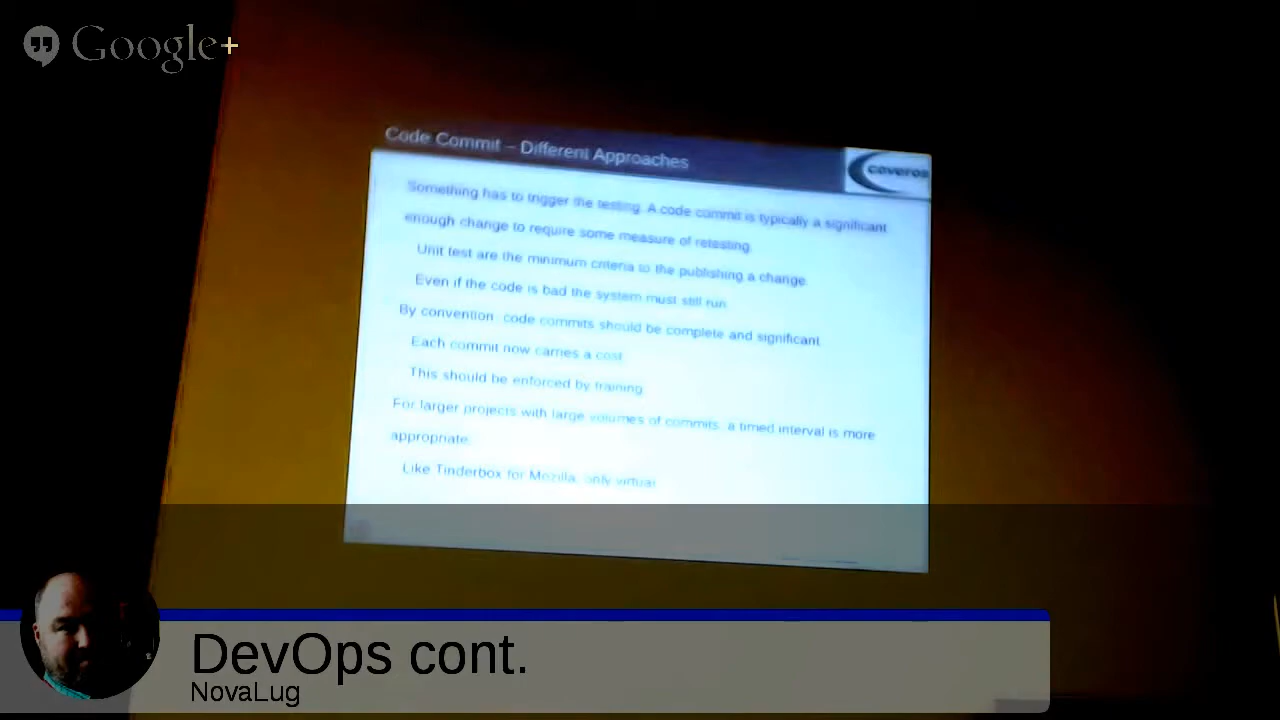 Google+
Code Commit – Different Approaches
coveros
Something has to trigger the testing. A code commit is typically a significant
enough change to require some measure of retesting.
Unit test are the minimum criteria to the publishing a change.
Even if the code is bad the system must still run.
By convention, code commits should be complete and significant.
Each commit now carries a cost.
This should be enforced by training.
For larger projects with large volumes of commits, a timed interval is more
appropriate.
Like Tinderbox for Mozilla, only virtual.
DevOps cont.
NovaLug